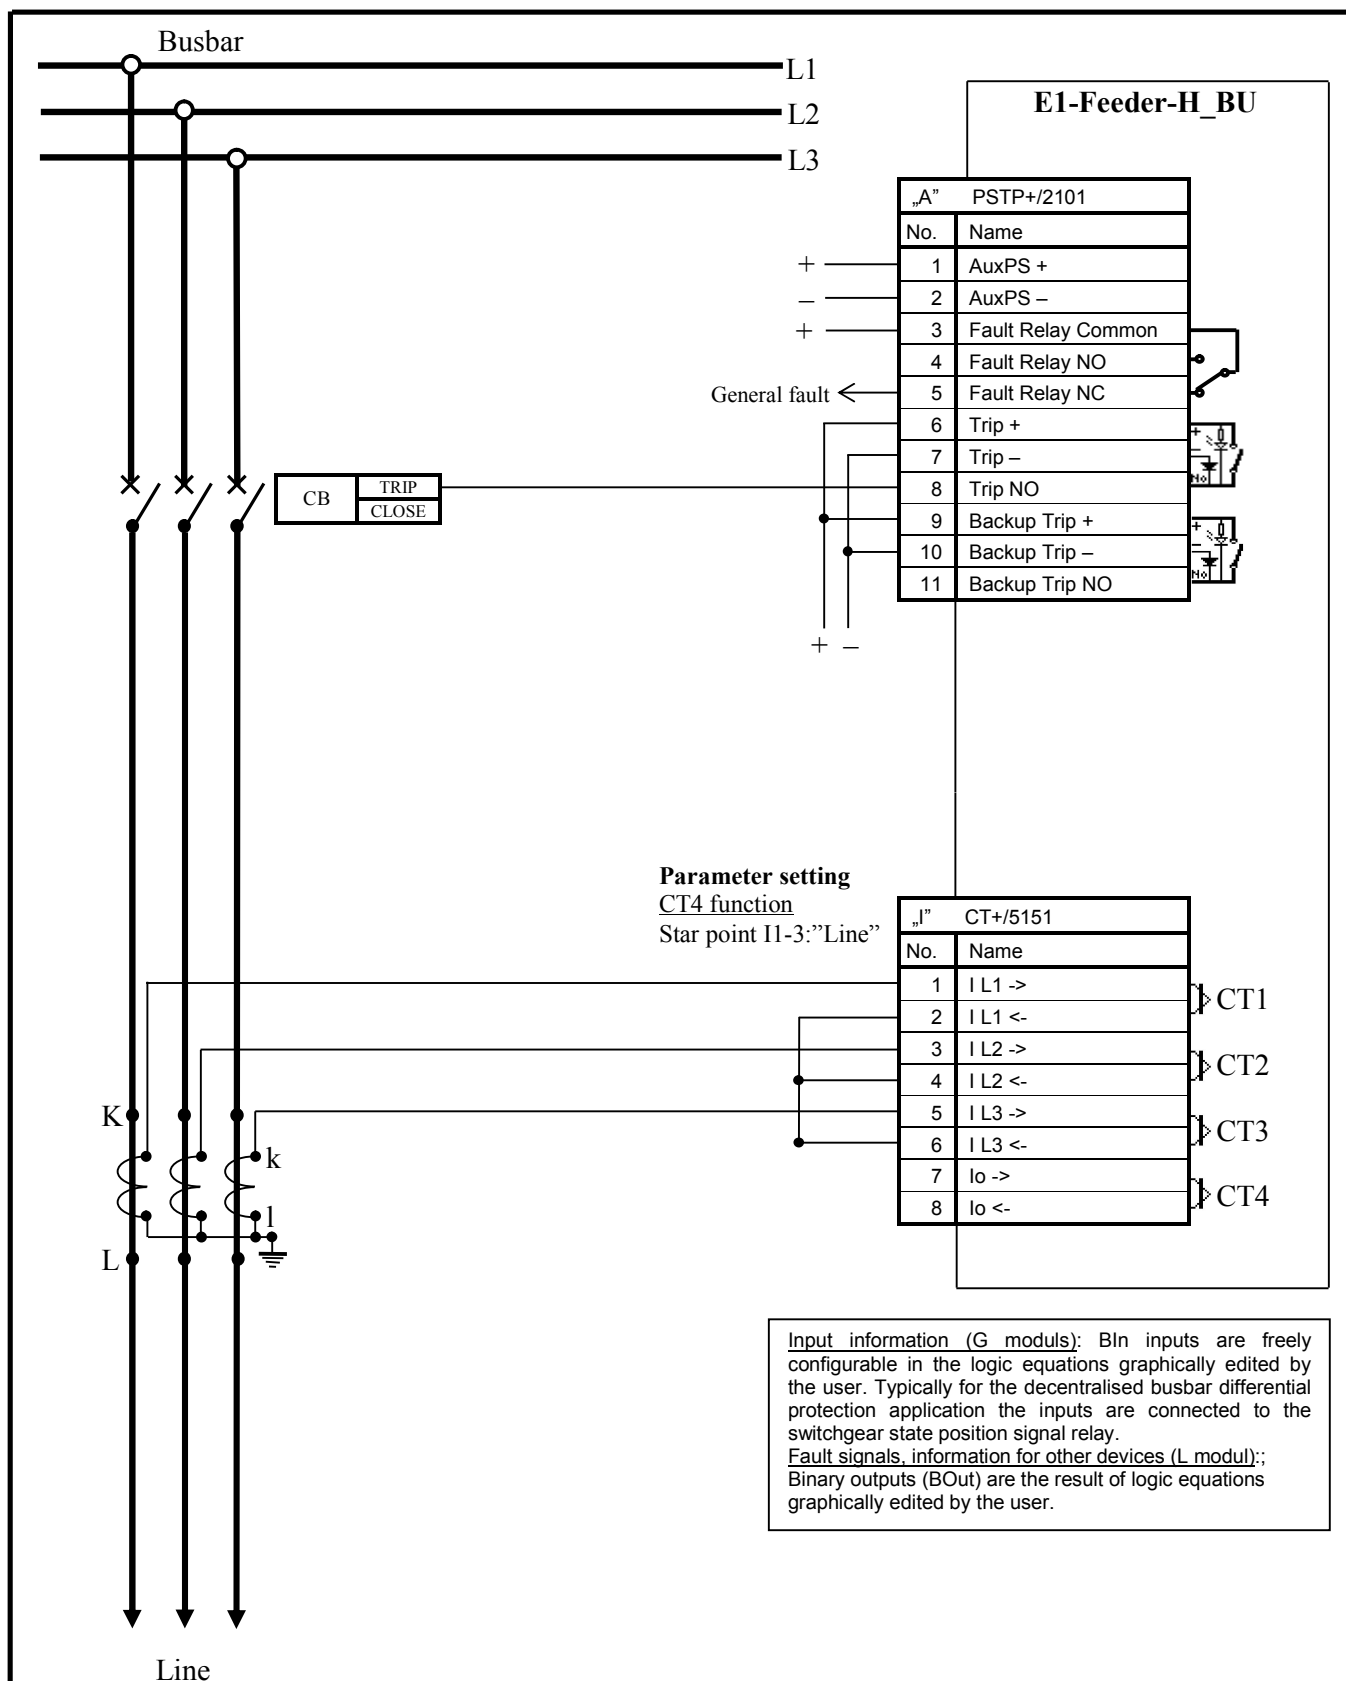 Busbar
L1
L2
L3
E1-Feeder-H_BU
„A” PSTP+/2101
No. Name
+ 1 AuxPS +
– 2 AuxPS –
+ 3 Fault Relay Common
4 Fault Relay NO
General fault 5 Fault Relay NC
6 Trip +
7 Trip –
8 Trip NO
9 Backup Trip +
10 Backup Trip –
11 Backup Trip NO
+ – No
+ – No
CB TRIP
CLOSE
+ –
Parameter setting
CT4 function
Star point I1-3:”Line”
„I” CT+/5151
No. Name
1 I L1 ->
2 I L1 <-
3 I L2 ->
4 I L2 <-
5 I L3 ->
6 I L3 <-
7 Io ->
8 Io <-
CT1
CT2
CT3
CT4
K
k
l
L
Input information (G moduls): BIn inputs are freely
configurable in the logic equations graphically edited by
the user. Typically for the decentralised busbar differential
protection application the inputs are connected to the
switchgear state position signal relay.
Fault signals, information for other devices (L modul):;
Binary outputs (BOut) are the result of logic equations
graphically edited by the user.
Line